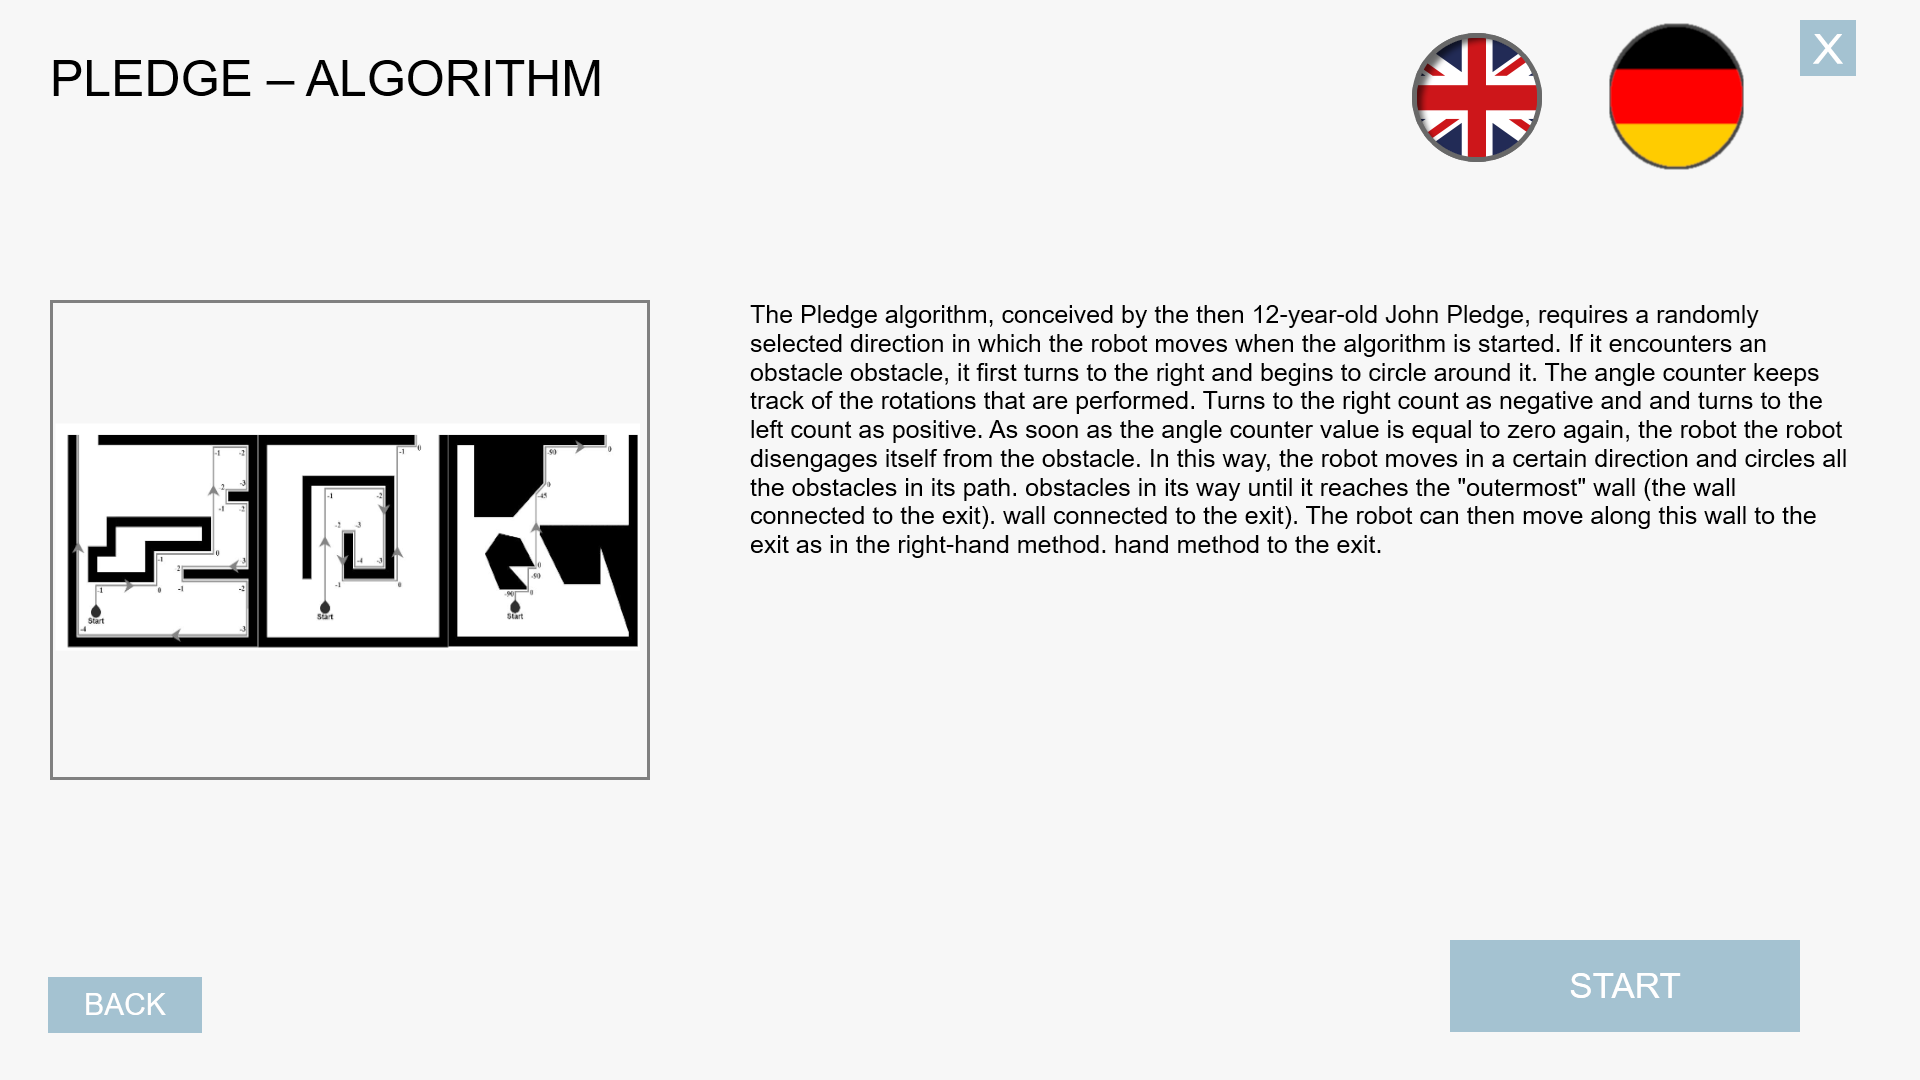 PLEDGE – ALGORITHM
X
The Pledge algorithm, conceived by the then 12-year-old John Pledge, requires a randomly
selected direction in which the robot moves when the algorithm is started. If it encounters an
obstacle obstacle, it first turns to the right and begins to circle around it. The angle counter keeps
track of the rotations that are performed. Turns to the right count as negative and and turns to the
left count as positive. As soon as the angle counter value is equal to zero again, the robot the robot
disengages itself from the obstacle. In this way, the robot moves in a certain direction and circles all
the obstacles in its path. obstacles in its way until it reaches the "outermost" wall (the wall
connected to the exit). wall connected to the exit). The robot can then move along this wall to the
exit as in the right-hand method. hand method to the exit.
Start
Start
Start
BACK
START